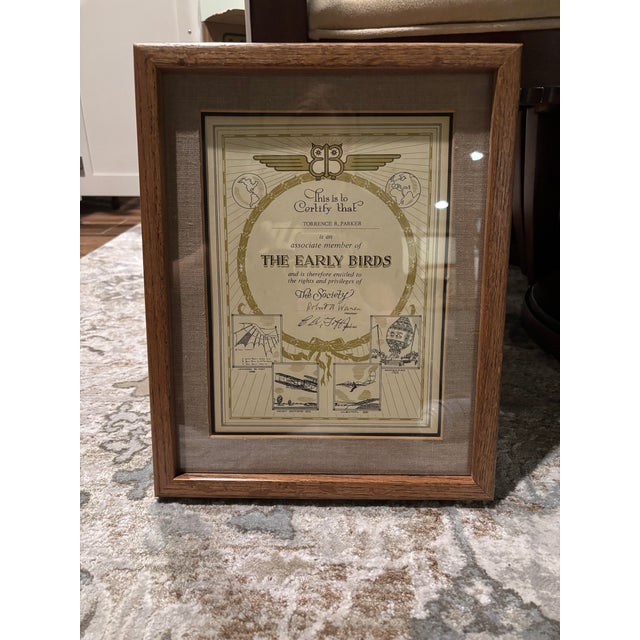 This is to
Certify that
TORRENCE R. PARKER
is an
associate member of
THE EARLY BIRDS
and is therefore entitled to
the rights and privileges of
The Society